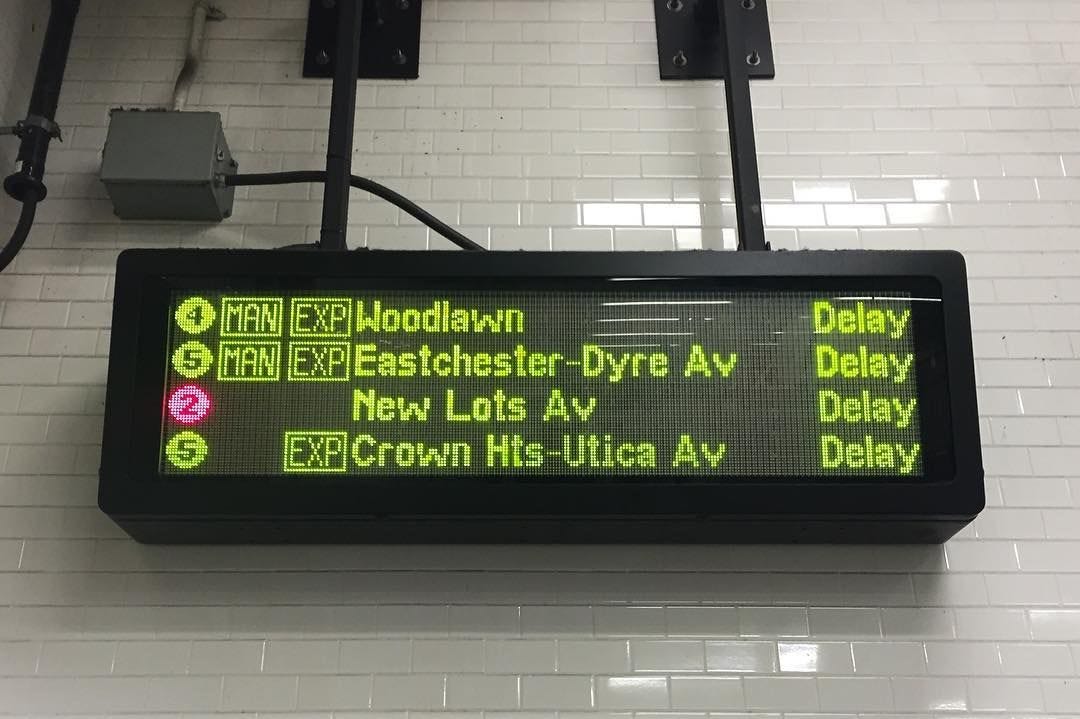 4 MAN EXP Woodlawn Delay
5 MAN EXP Eastchester-Dyre Av Delay
2 New Lots Av Delay
5 EXP Crown Hts-Utica Av Delay